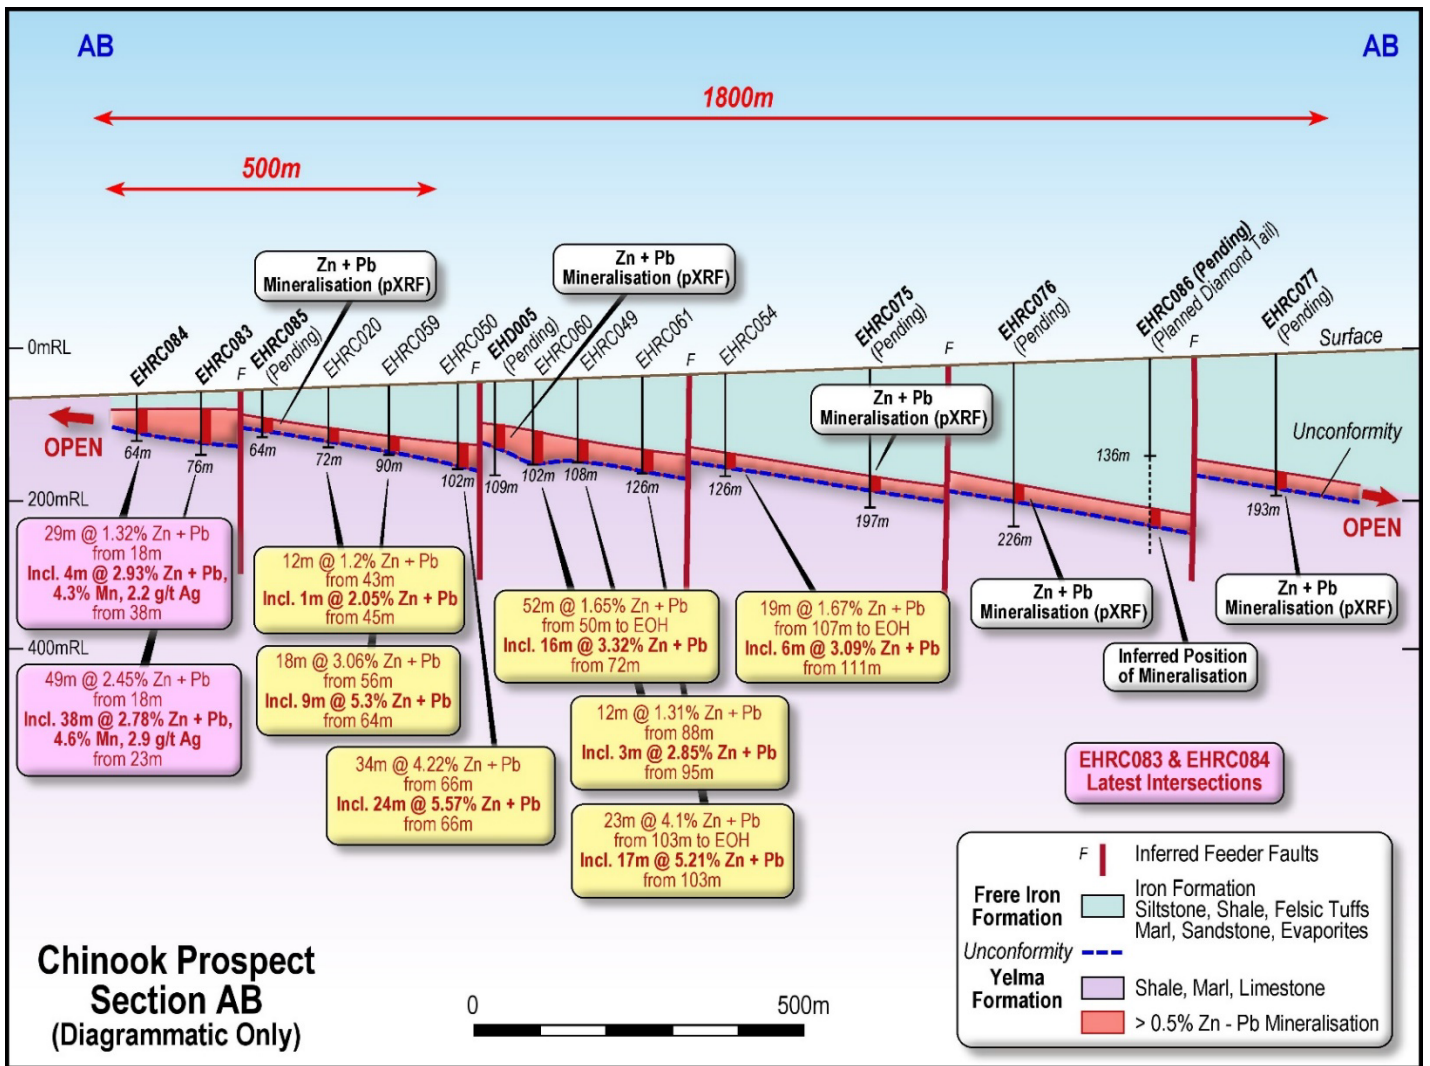 AB
AB
1800m
500m
Zn + Pb
Mineralisation (pXRF)
Zn + Pb
Mineralisation (pXRF)
0mRL
EHRC084
EHRC083
F
EHRC085
(Pending)
EHRC020
EHRC059
EHRC050
F
EHD005
(Pending)
EHRC060
EHRC049
EHRC061
F
EHRC054
EHRC075
(Pending)
F
EHRC076
(Pending)
EHRC086 (Pending)
(Planned Diamond Tail)
F
EHRC077
(Pending)
Surface
Zn + Pb
Mineralisation (pXRF)
Unconformity
OPEN
64m
76m
64m
72m
90m
102m
109m
102m
108m
126m
126m
197m
226m
136m
193m
OPEN
200mRL
400mRL
29m @ 1.32% Zn + Pb
from 18m
Incl. 4m @ 2.93% Zn + Pb,
4.3% Mn, 2.2 g/t Ag
from 38m
49m @ 2.45% Zn + Pb
from 18m
Incl. 38m @ 2.78% Zn + Pb,
4.6% Mn, 2.9 g/t Ag
from 23m
12m @ 1.2% Zn + Pb
from 43m
Incl. 1m @ 2.05% Zn + Pb
from 45m
18m @ 3.06% Zn + Pb
from 56m
Incl. 9m @ 5.3% Zn + Pb
from 64m
34m @ 4.22% Zn + Pb
from 66m
Incl. 24m @ 5.57% Zn + Pb
from 66m
52m @ 1.65% Zn + Pb
from 50m to EOH
Incl. 16m @ 3.32% Zn + Pb
from 72m
12m @ 1.31% Zn + Pb
from 88m
Incl. 3m @ 2.85% Zn + Pb
from 95m
23m @ 4.1% Zn + Pb
from 103m to EOH
Incl. 17m @ 5.21% Zn + Pb
from 103m
19m @ 1.67% Zn + Pb
from 107m to EOH
Incl. 6m @ 3.09% Zn + Pb
from 111m
Zn + Pb
Mineralisation (pXRF)
Zn + Pb
Mineralisation (pXRF)
Inferred Position
of Mineralisation
EHRC083 & EHRC084
Latest Intersections
Chinook Prospect
Section AB
(Diagrammatic Only)
0
500m
F
Inferred Feeder Faults
Frere Iron
Formation
Iron Formation
Siltstone, Shale, Felsic Tuffs
Marl, Sandstone, Evaporites
Unconformity
Yelma
Formation
Shale, Marl, Limestone
> 0.5% Zn - Pb Mineralisation